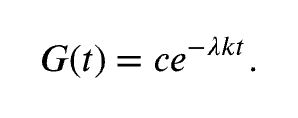 G(t) = ce^{-λkt}.